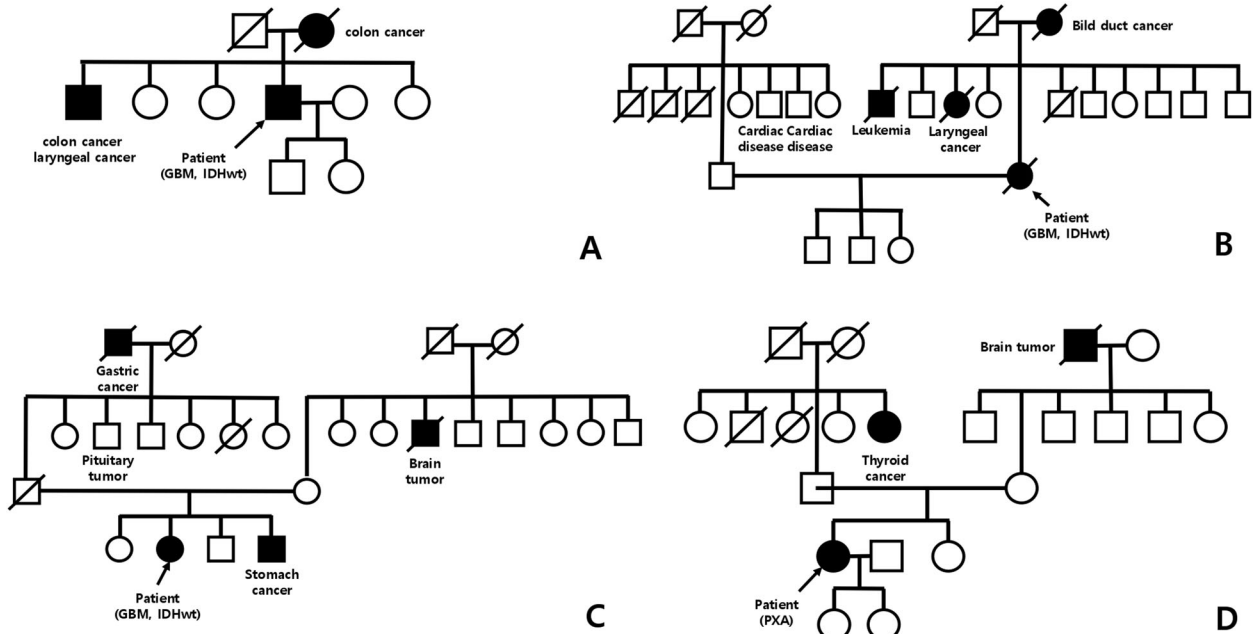 colon cancer
colon cancer
laryngeal cancer
Patient
(GBM, IDHwt)
A
Bild duct cancer
Cardiac Cardiac
disease disease
Leukemia
Laryngeal
cancer
Patient
(GBM, IDHwt)
B
Gastric
cancer
Pituitary
tumor
Brain
tumor
Stomach
cancer
Patient
(GBM, IDHwt)
C
Brain tumor
Thyroid
cancer
Patient
(PXA)
D